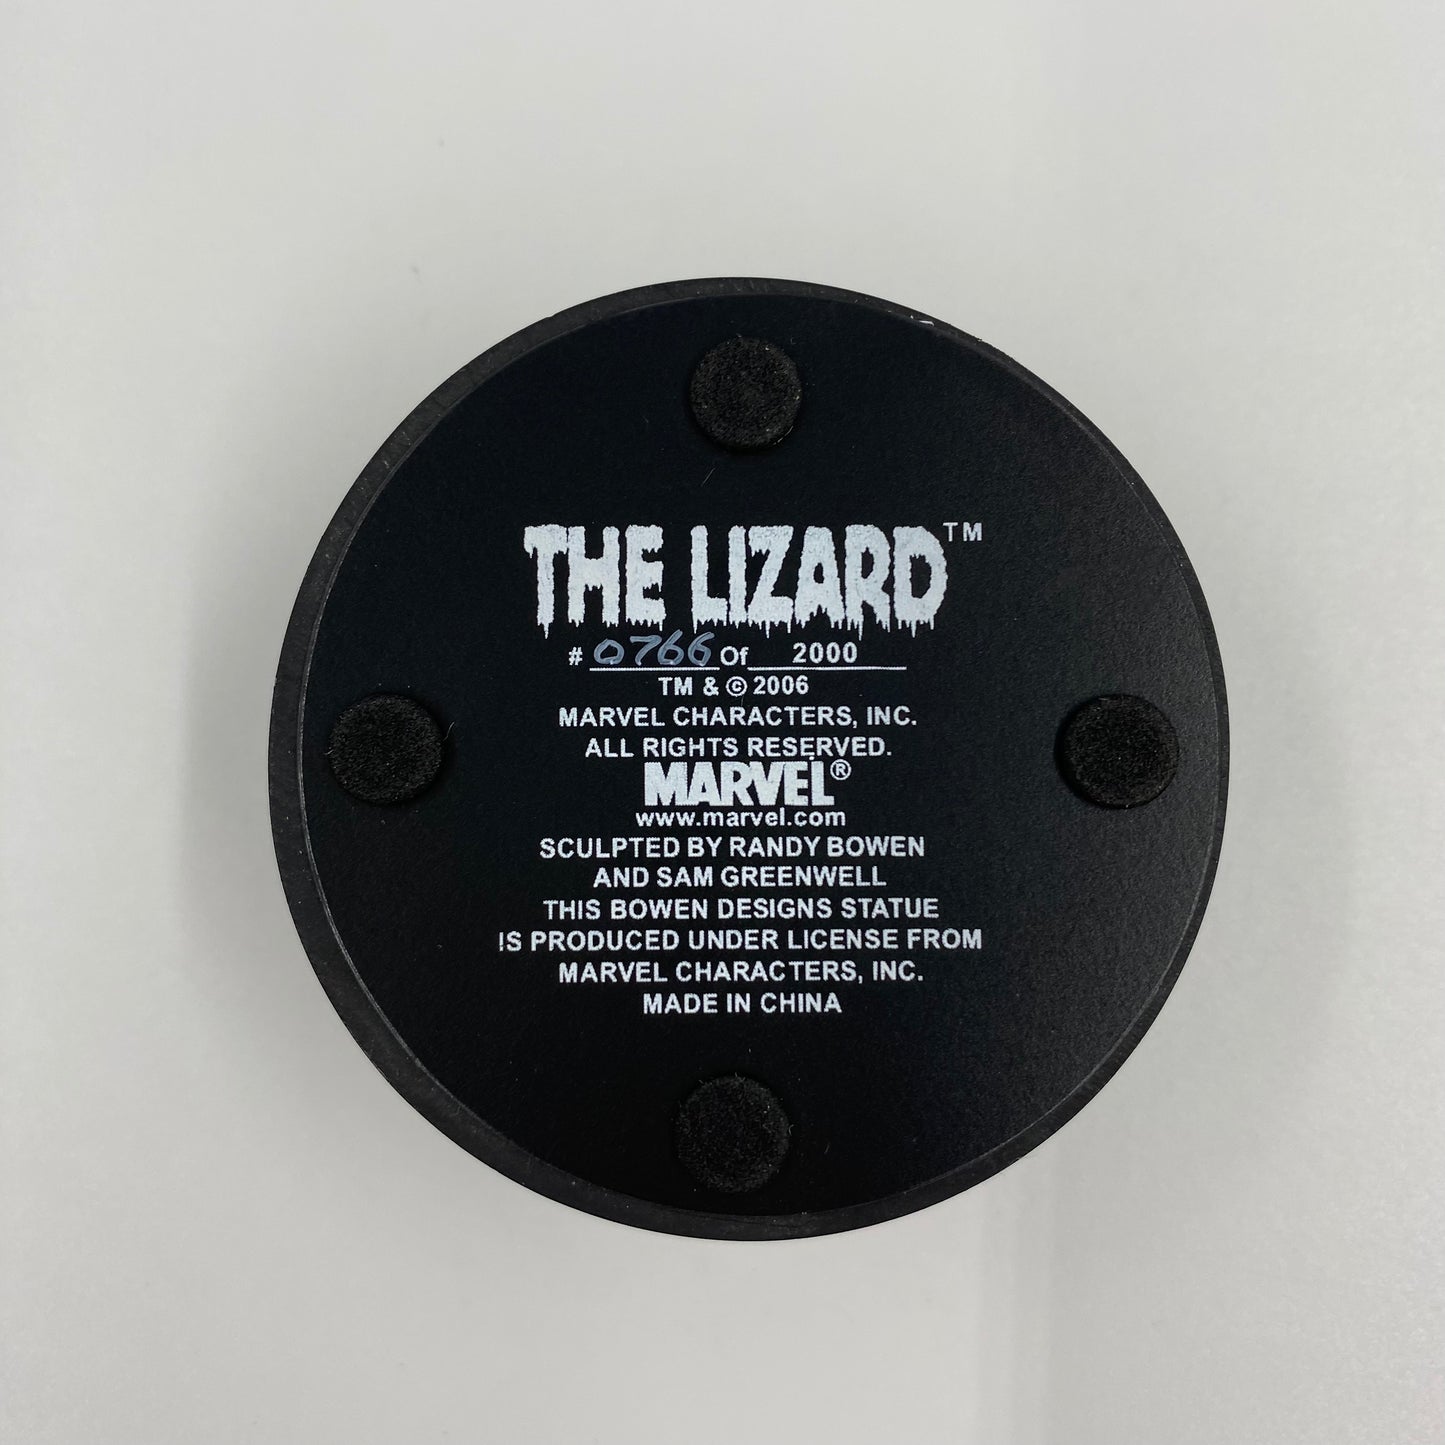 THE LIZARD™
# 0766 Of 2000
TM & © 2006
MARVEL CHARACTERS, INC.
ALL RIGHTS RESERVED.
MARVEL®
www.marvel.com
SCULPTED BY RANDY BOWEN
AND SAM GREENWELL
THIS BOWEN DESIGNS STATUE
IS PRODUCED UNDER LICENSE FROM
MARVEL CHARACTERS, INC.
MADE IN CHINA